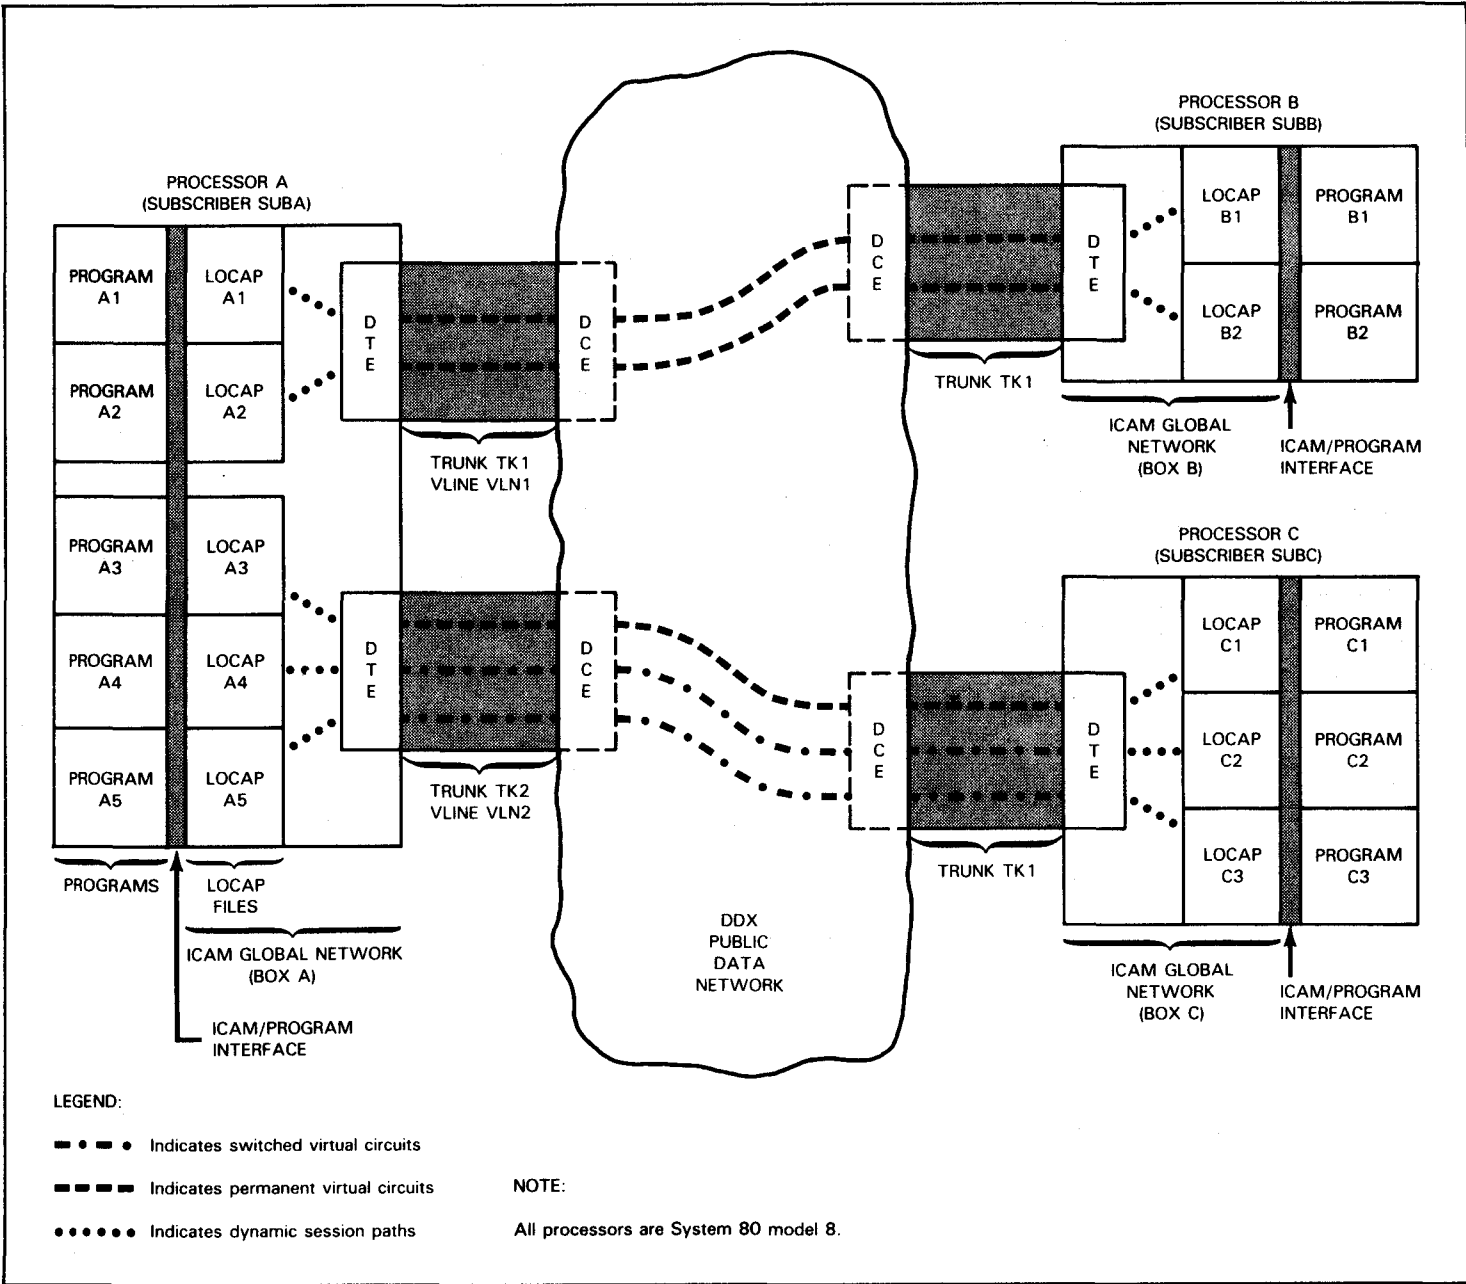 PROCESSOR A
(SUBSCRIBER SUBA)
PROGRAM
A1
LOCAP
A1
PROGRAM
A2
LOCAP
A2
PROGRAM
A3
LOCAP
A3
PROGRAM
A4
LOCAP
A4
PROGRAM
A5
LOCAP
A5
D
T
E
D
C
E
TRUNK TK1
VLINE VLN1
D
T
E
D
C
E
TRUNK TK2
VLINE VLN2
PROGRAMS
LOCAP
FILES
ICAM GLOBAL NETWORK
(BOX A)
ICAM/PROGRAM
INTERFACE
DDX
PUBLIC
DATA
NETWORK
PROCESSOR B
(SUBSCRIBER SUBB)
D
C
E
D
T
E
LOCAP
B1
PROGRAM
B1
LOCAP
B2
PROGRAM
B2
TRUNK TK1
ICAM GLOBAL
NETWORK
(BOX B)
ICAM/PROGRAM
INTERFACE
PROCESSOR C
(SUBSCRIBER SUBC)
D
C
E
D
T
E
LOCAP
C1
PROGRAM
C1
LOCAP
C2
PROGRAM
C2
LOCAP
C3
PROGRAM
C3
TRUNK TK1
ICAM GLOBAL
NETWORK
(BOX C)
ICAM/PROGRAM
INTERFACE
LEGEND:
Indicates switched virtual circuits
Indicates permanent virtual circuits
Indicates dynamic session paths
NOTE:
All processors are System 80 model 8.